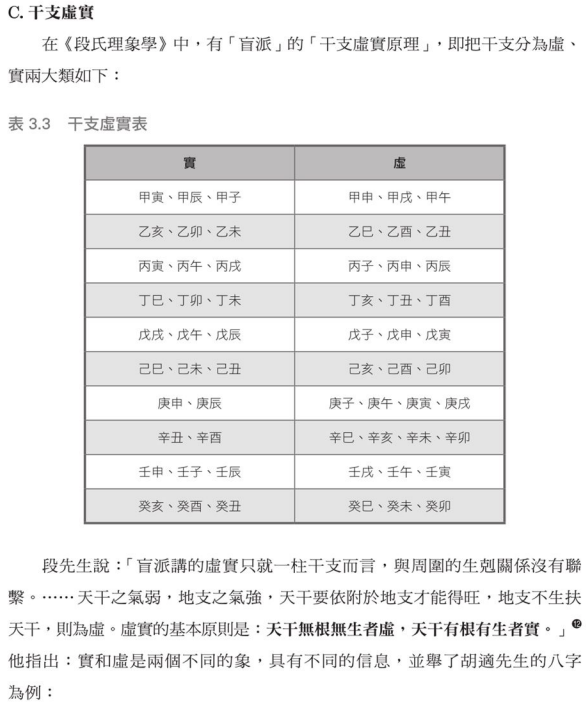 C. 干支虛實
在《段氏理象學》中，有「盲派」的「干支虛實原理」，即把干支分為虛、
實兩大類如下：
表 3.3　干支虛實表
實　虛
甲寅、甲辰、甲子　甲申、甲戌、甲午
乙亥、乙卯、乙未　乙巳、乙酉、乙丑
丙寅、丙午、丙戌　丙子、丙申、丙辰
丁巳、丁卯、丁未　丁亥、丁丑、丁酉
戊戌、戊午、戊辰　戊子、戊申、戊寅
己巳、己未、己丑　己亥、己酉、己卯
庚申、庚辰　庚子、庚午、庚寅、庚戌
辛丑、辛酉　辛巳、辛亥、辛未、辛卯
壬申、壬子、壬辰　壬戌、壬午、壬寅
癸亥、癸酉、癸丑　癸巳、癸未、癸卯
段先生說：「盲派講的虛實只就一柱干支而言，與周圍的生剋關係沒有聯
繫。……天干之氣弱，地支之氣強，天干要依附於地支才能得旺，地支不生扶
天干，則為虛。虛實的基本原則是：天干無根無生者虛，天干有根有生者實。」⓬
他指出：實和虛是兩個不同的象，具有不同的信息，並舉了胡適先生的八字
為例：